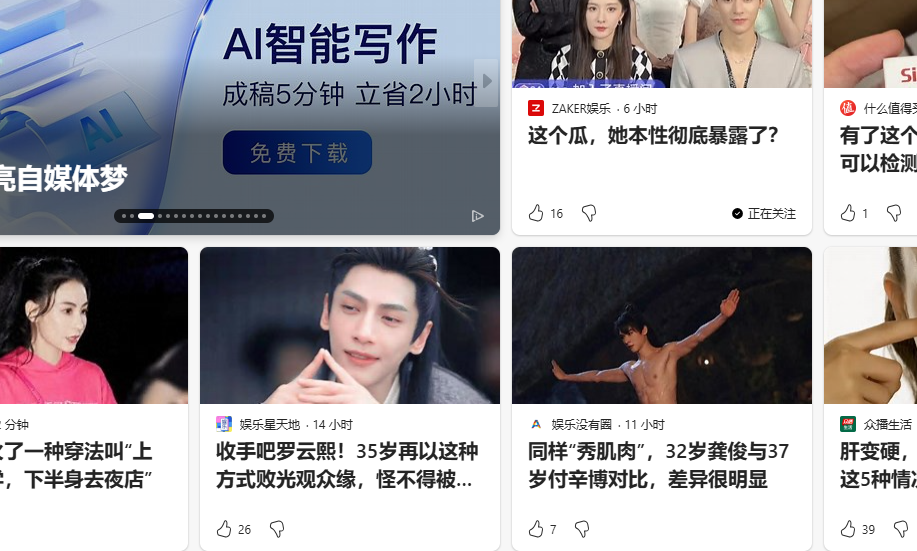 AI智能写作
成稿5分钟 立省2小时
免费下载
亮自媒体梦
AI
ZAKER娱乐 · 6 小时
这个瓜，她本性彻底暴露了？
16
正在关注
值 什么值得买
有了这个
可以检测
1
2 分钟
火了一种穿法叫“上
学，下半身去夜店”
娱乐星天地 · 14 小时
收手吧罗云熙！35岁再以这种
方式败光观众缘，怪不得被...
26
娱乐没有圈 · 11 小时
同样“秀肌肉”，32岁龚俊与37
岁付辛博对比，差异很明显
7
众播生活
肝变硬，
这5种情况
39